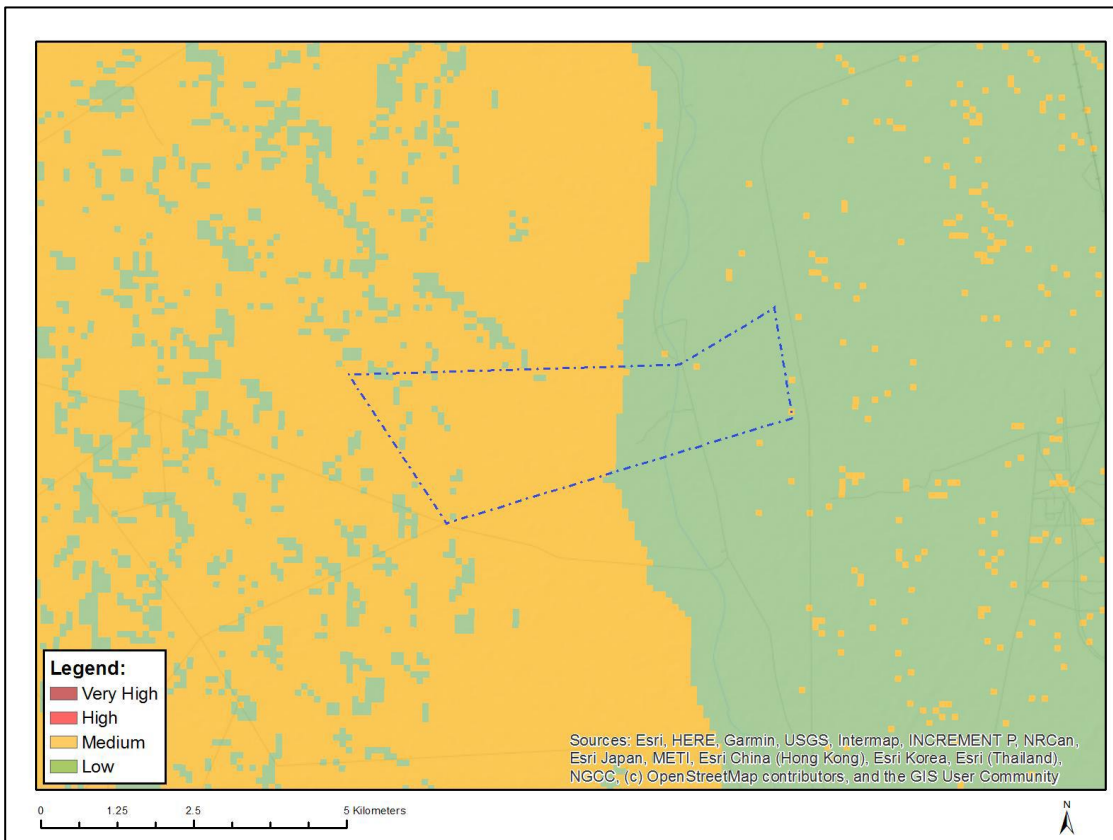 Legend:
Very High
High
Medium
Low
Sources: Esri, HERE, Garmin, USGS, Intermap, INCREMENT P, NRCan,
Esri Japan, METI, Esri China (Hong Kong), Esri Korea, Esri (Thailand),
NGCC, (c) OpenStreetMap contributors, and the GIS User Community
0 1.25 2.5 5 Kilometers
N